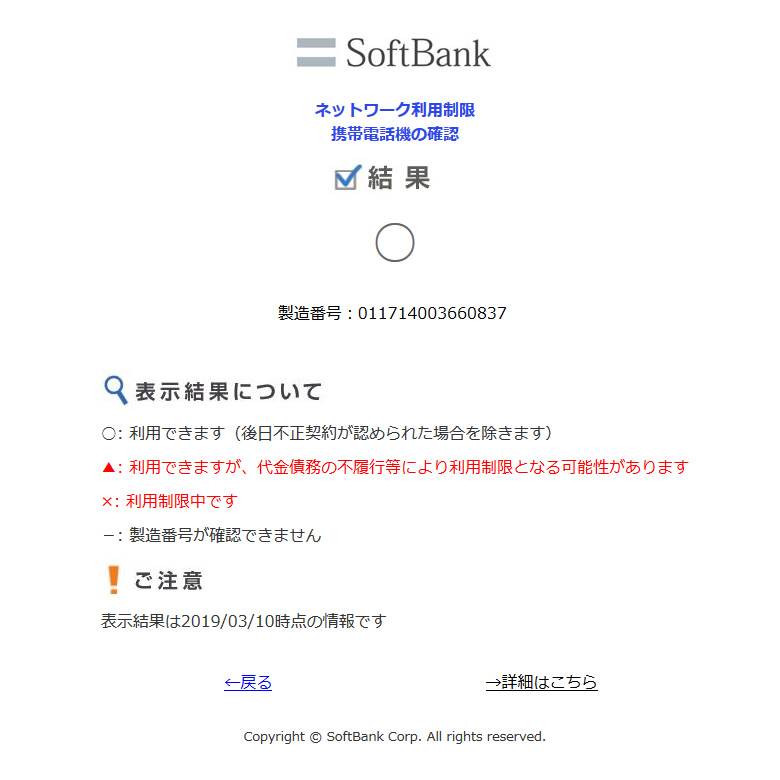 SoftBank
ネットワーク利用制限
携帯電話機の確認
結果
○
製造番号：011714003660837
表示結果について
○: 利用できます（後日不正契約が認められた場合を除きます）
▲: 利用できますが、代金債務の不履行等により利用制限となる可能性があります
×: 利用制限中です
－: 製造番号が確認できません
ご注意
表示結果は2019/03/10時点の情報です
←戻る
→詳細はこちら
Copyright © SoftBank Corp. All rights reserved.